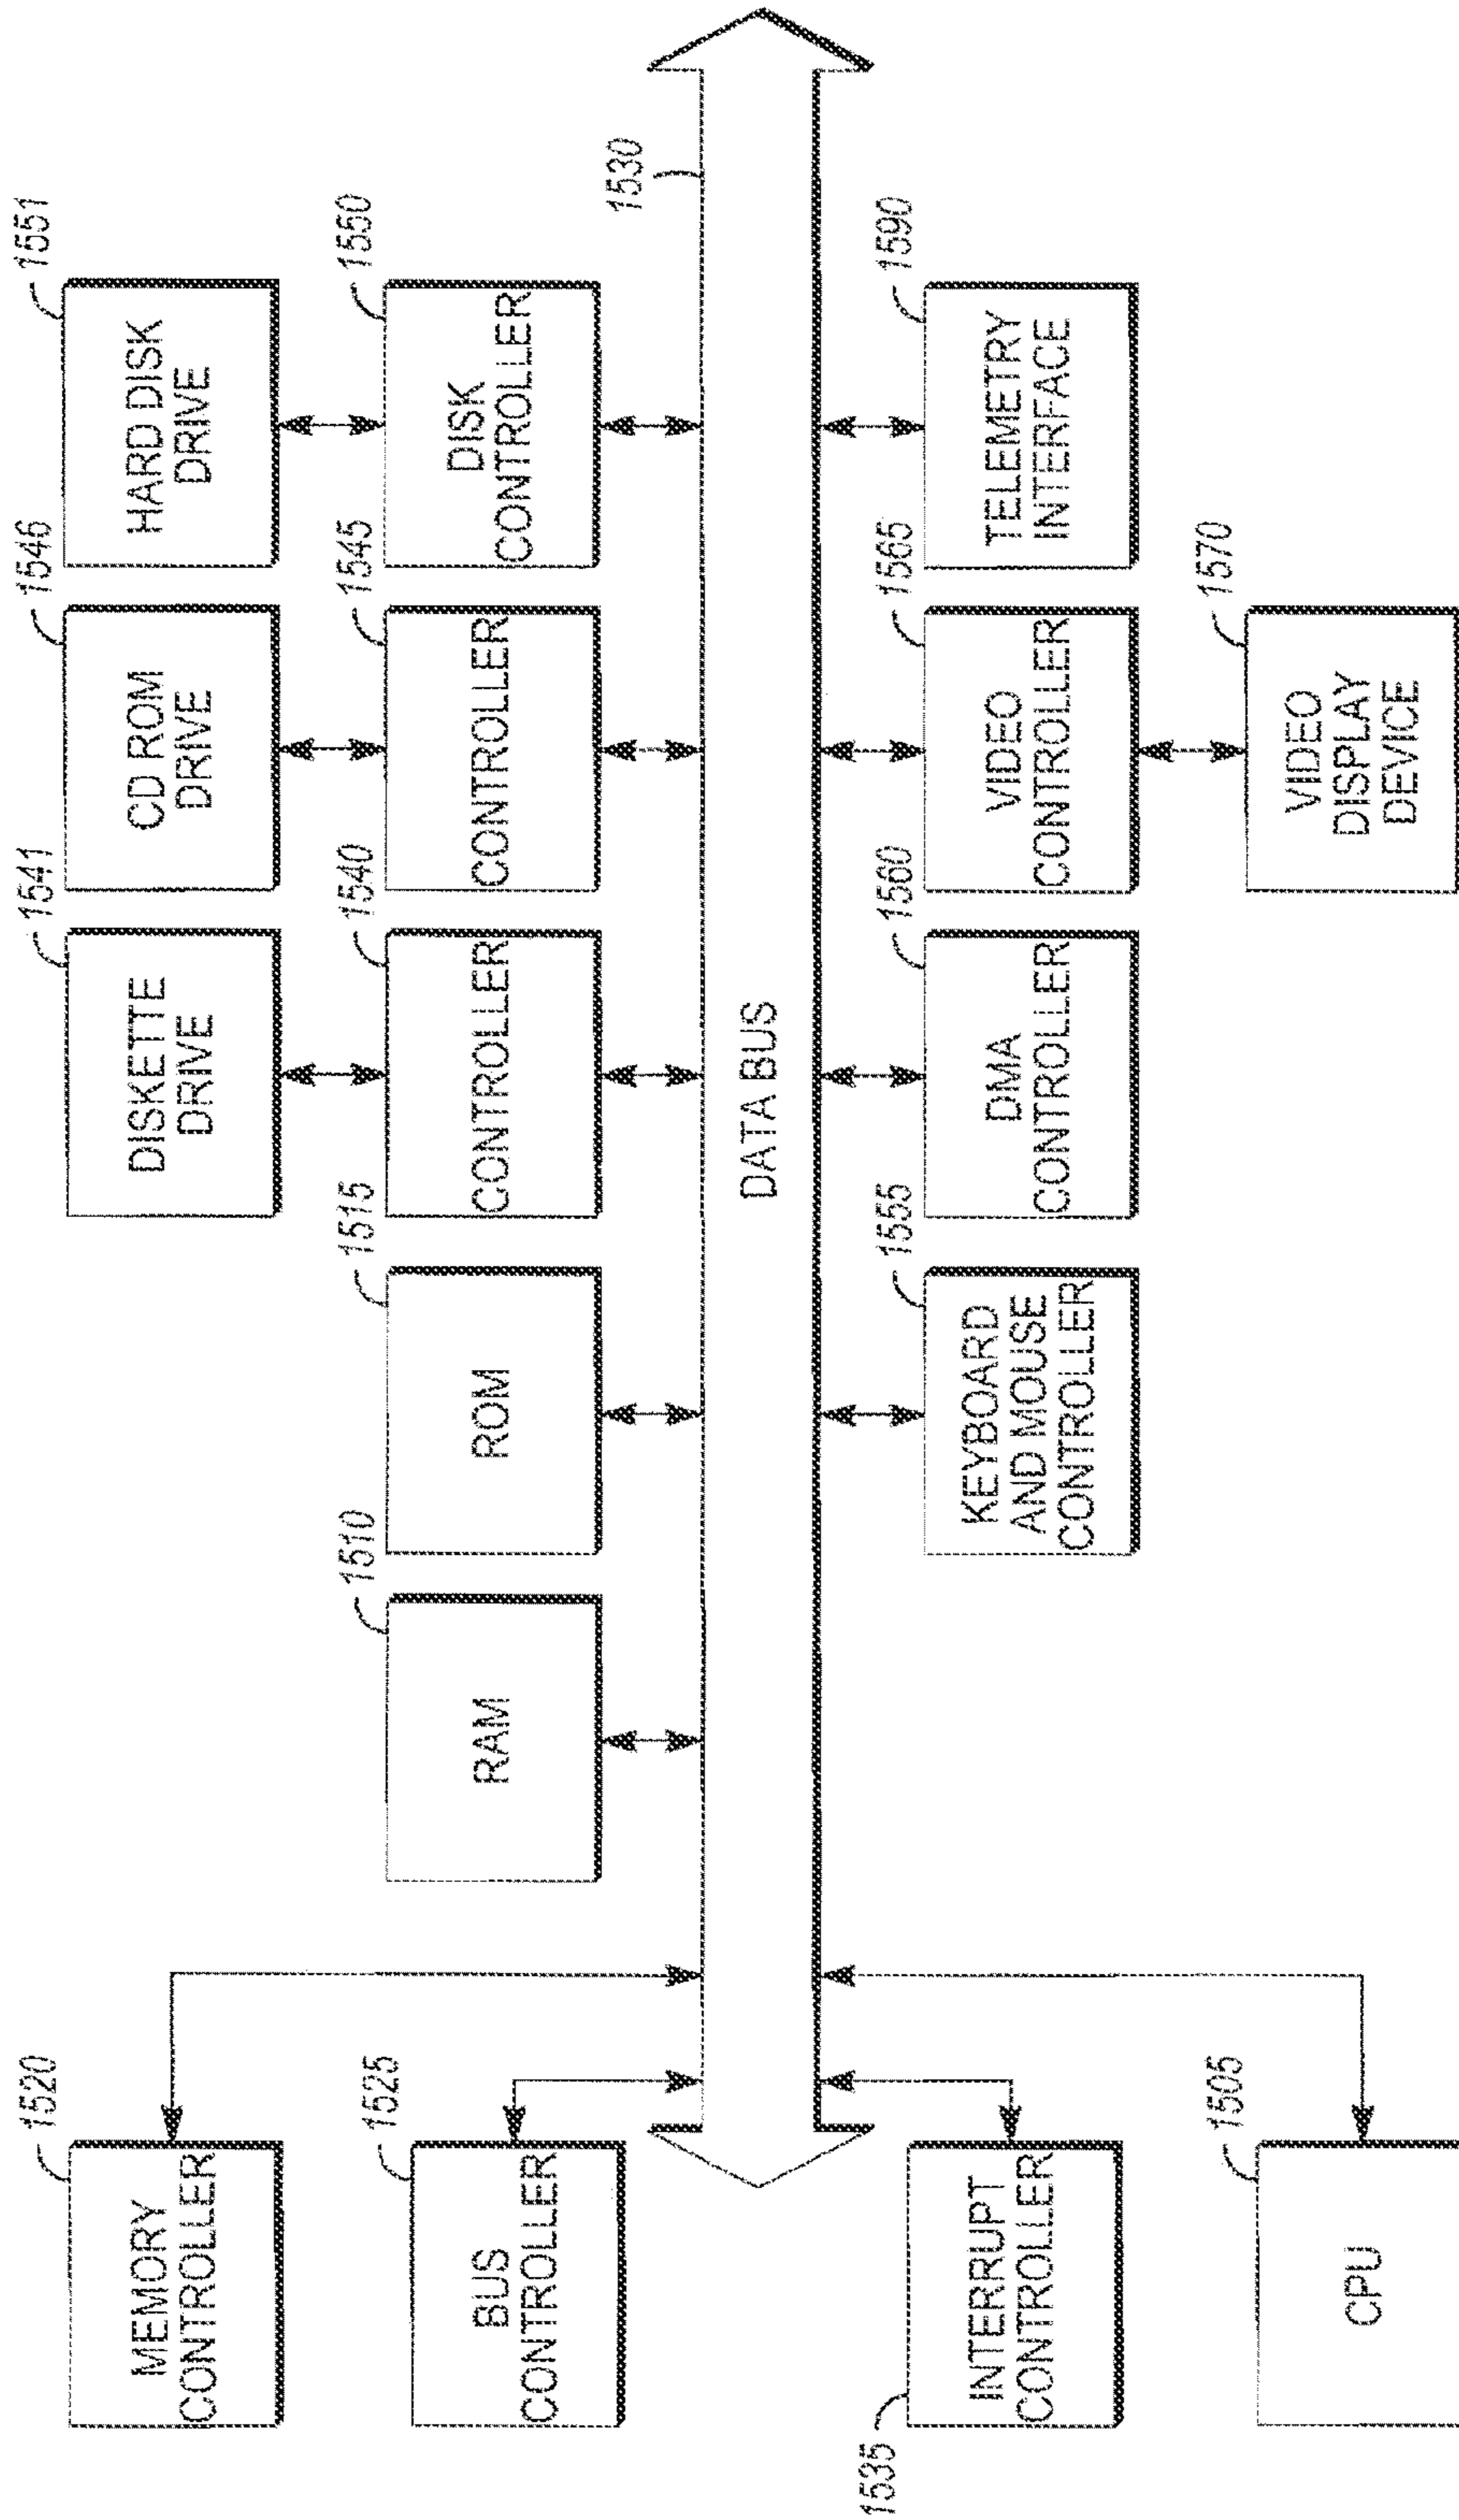 1520
MEMORY
CONTROLLER
1541
DISKETTE
DRIVE
1546
CD ROM
DRIVE
1551
HARD DISK
DRIVE
1525
BUS
CONTROLLER
1510
RAM
1515
ROM
1540
CONTROLLER
1545
CONTROLLER
1550
DISK
CONTROLLER
1530
DATA BUS
1535
INTERRUPT
CONTROLLER
1555
KEYBOARD
AND MOUSE
CONTROLLER
1560
DMA
CONTROLLER
1565
VIDEO
CONTROLLER
1590
TELEMETRY
INTERFACE
1505
CPU
1570
VIDEO
DISPLAY
DEVICE